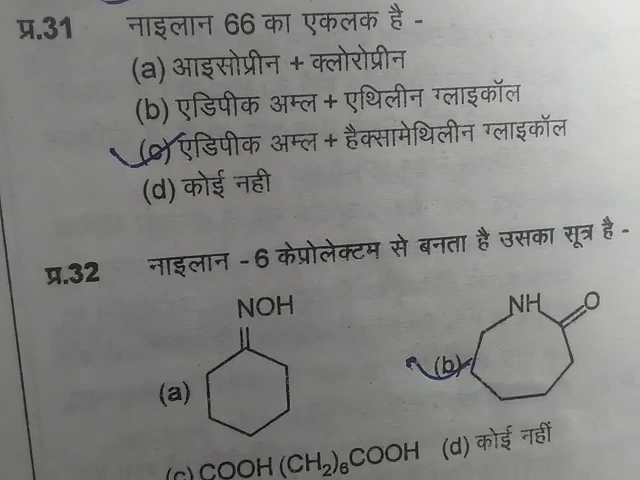 प्र.31 नाइलान 66 का एकलक है -
(a) आइसोप्रीन + क्लोरोप्रीन
(b) एडिपीक अम्ल + एथिलीन ग्लाइकॉल
(c) एडिपीक अम्ल + हैक्सामेथिलीन ग्लाइकॉल
(d) कोई नही
प्र.32 नाइलान - 6 केप्रोलेक्टम से बनता है उसका सूत्र है -
NOH
NH O
(a) (b)
(c) COOH (CH₂)₆COOH (d) कोई नहीं